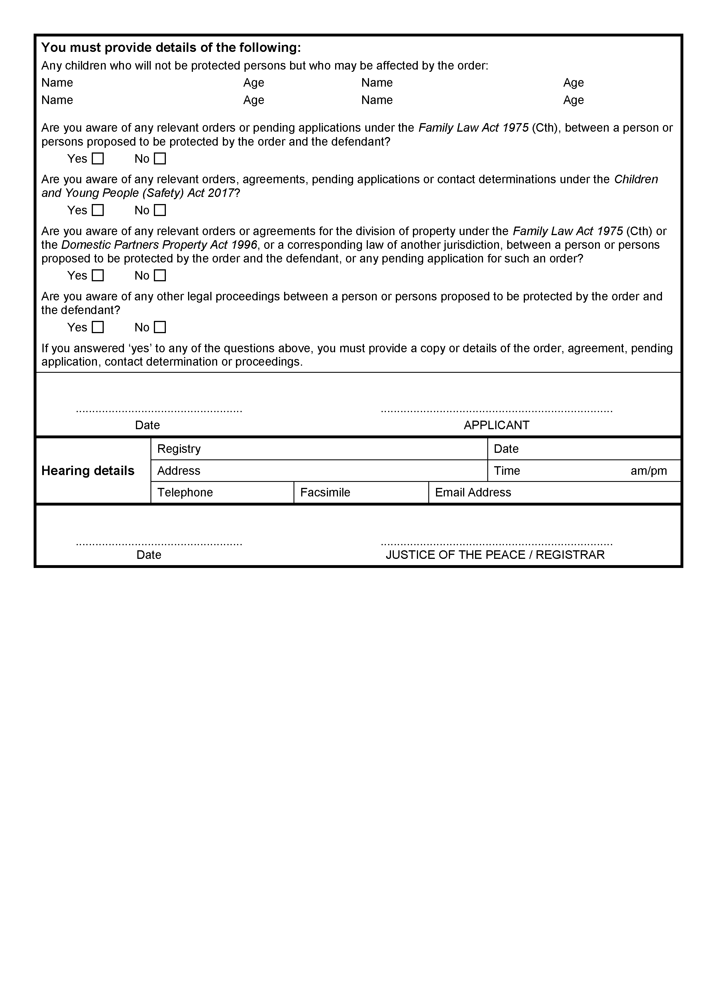 You must provide details of the following:
Any children who will not be protected persons but who may be affected by the order:
Name Age Name Age
Name Age Name Age
Are you aware of any relevant orders or pending applications under the Family Law Act 1975 (Cth), between a person or
persons proposed to be protected by the order and the defendant?
Yes ☐ No ☐
Are you aware of any relevant orders, agreements, pending applications or contact determinations under the Children
and Young People (Safety) Act 2017?
Yes ☐ No ☐
Are you aware of any relevant orders or agreements for the division of property under the Family Law Act 1975 (Cth) or
the Domestic Partners Property Act 1996, or a corresponding law of another jurisdiction, between a person or persons
proposed to be protected by the order and the defendant, or any pending application for such an order?
Yes ☐ No ☐
Are you aware of any other legal proceedings between a person or persons proposed to be protected by the order and
the defendant?
Yes ☐ No ☐
If you answered ‘yes’ to any of the questions above, you must provide a copy or details of the order, agreement, pending
application, contact determination or proceedings.
................................................... .......................................................................
Date APPLICANT
Hearing details
Registry Date
Address Time am/pm
Telephone Facsimile Email Address
................................................... .......................................................................
Date JUSTICE OF THE PEACE / REGISTRAR